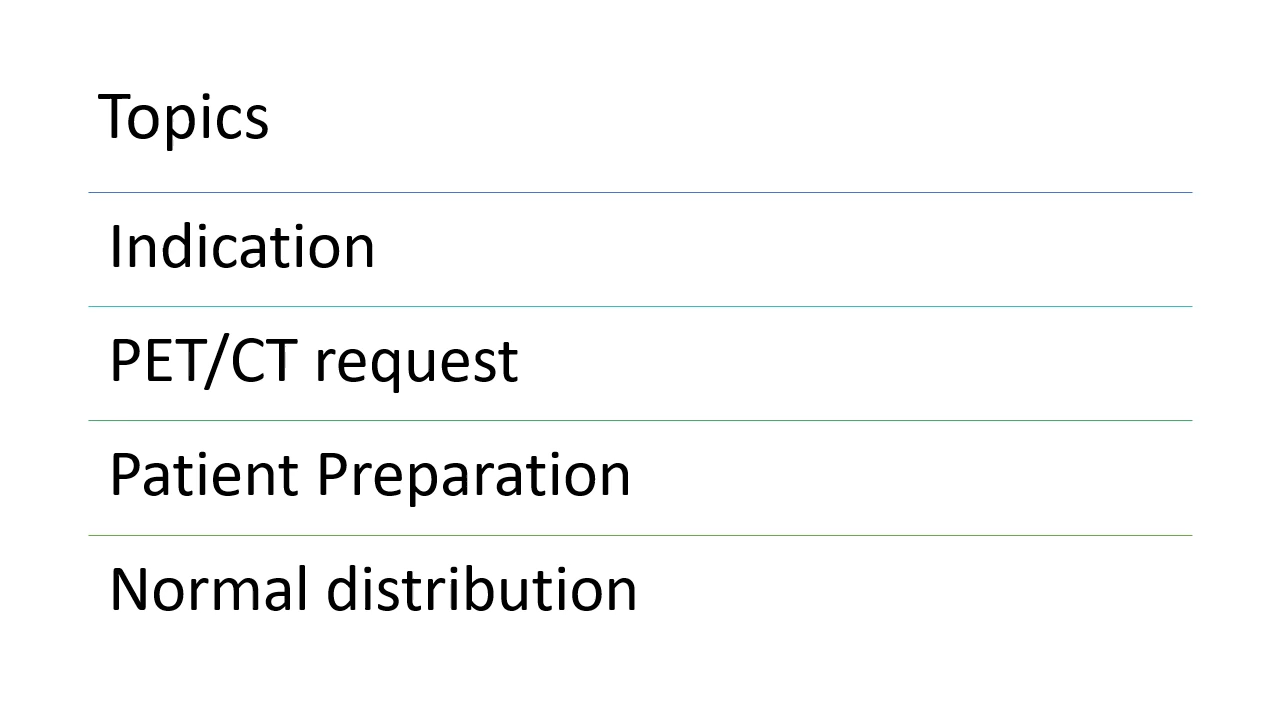 Topics
Indication
PET/CT request
Patient Preparation
Normal distribution